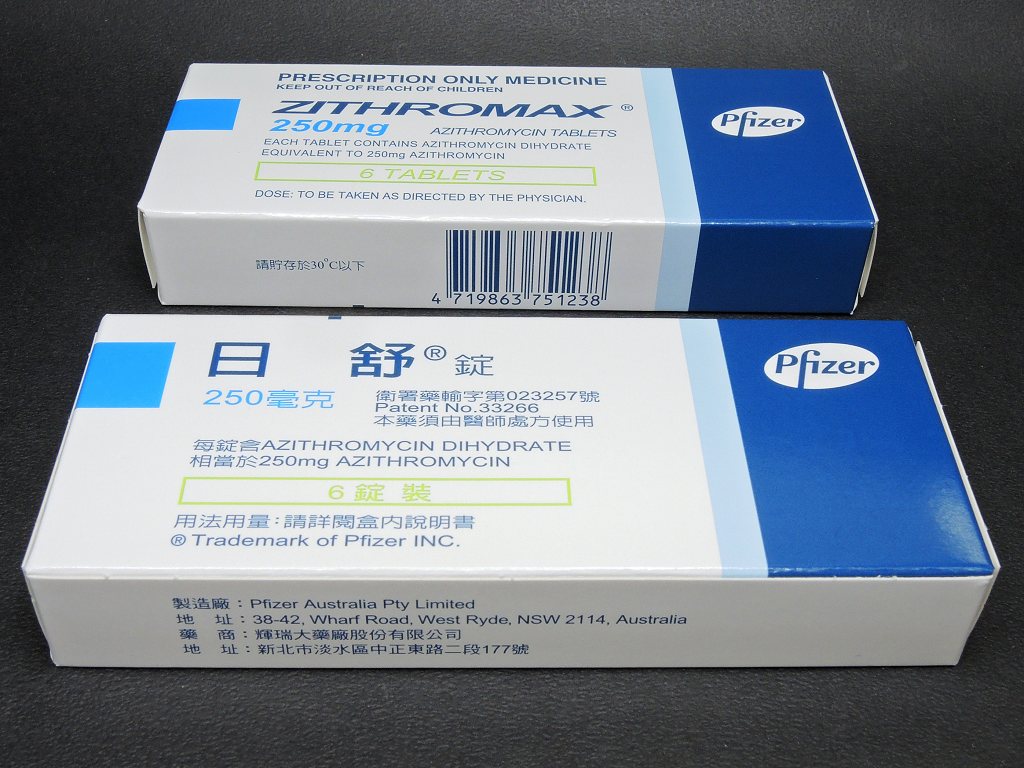 PRESCRIPTION ONLY MEDICINE
KEEP OUT OF REACH OF CHILDREN
ZITHROMAX ®
250mg AZITHROMYCIN TABLETS
EACH TABLET CONTAINS AZITHROMYCIN DIHYDRATE
EQUIVALENT TO 250mg AZITHROMYCIN
6 TABLETS
DOSE: TO BE TAKEN AS DIRECTED BY THE PHYSICIAN.
Pfizer
請貯存於30°C以下
4 719863 751238
日 舒® 錠
250毫克
衛署藥輸字第023257號
Patent No.33266
本藥須由醫師處方使用
每錠含AZITHROMYCIN DIHYDRATE
相當於250mg AZITHROMYCIN
6 錠 裝
用法用量:請詳閱盒內說明書
® Trademark of Pfizer INC.
Pfizer
製造廠：Pfizer Australia Pty Limited
地 址：38-42, Wharf Road, West Ryde, NSW 2114, Australia
藥 商：輝瑞大藥廠股份有限公司
地 址：新北市淡水區中正東路二段177號